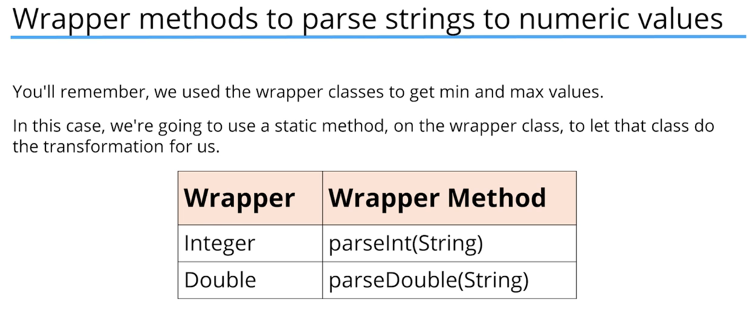 Wrapper methods to parse strings to numeric values
You'll remember, we used the wrapper classes to get min and max values.
In this case, we're going to use a static method, on the wrapper class, to let that class do
the transformation for us.
Wrapper Wrapper Method
Integer parseInt(String)
Double parseDouble(String)